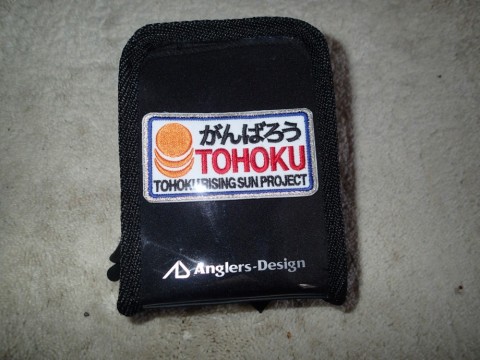 がんばろう
TOHOKU
TOHOKU RISING SUN PROJECT
Anglers-Design